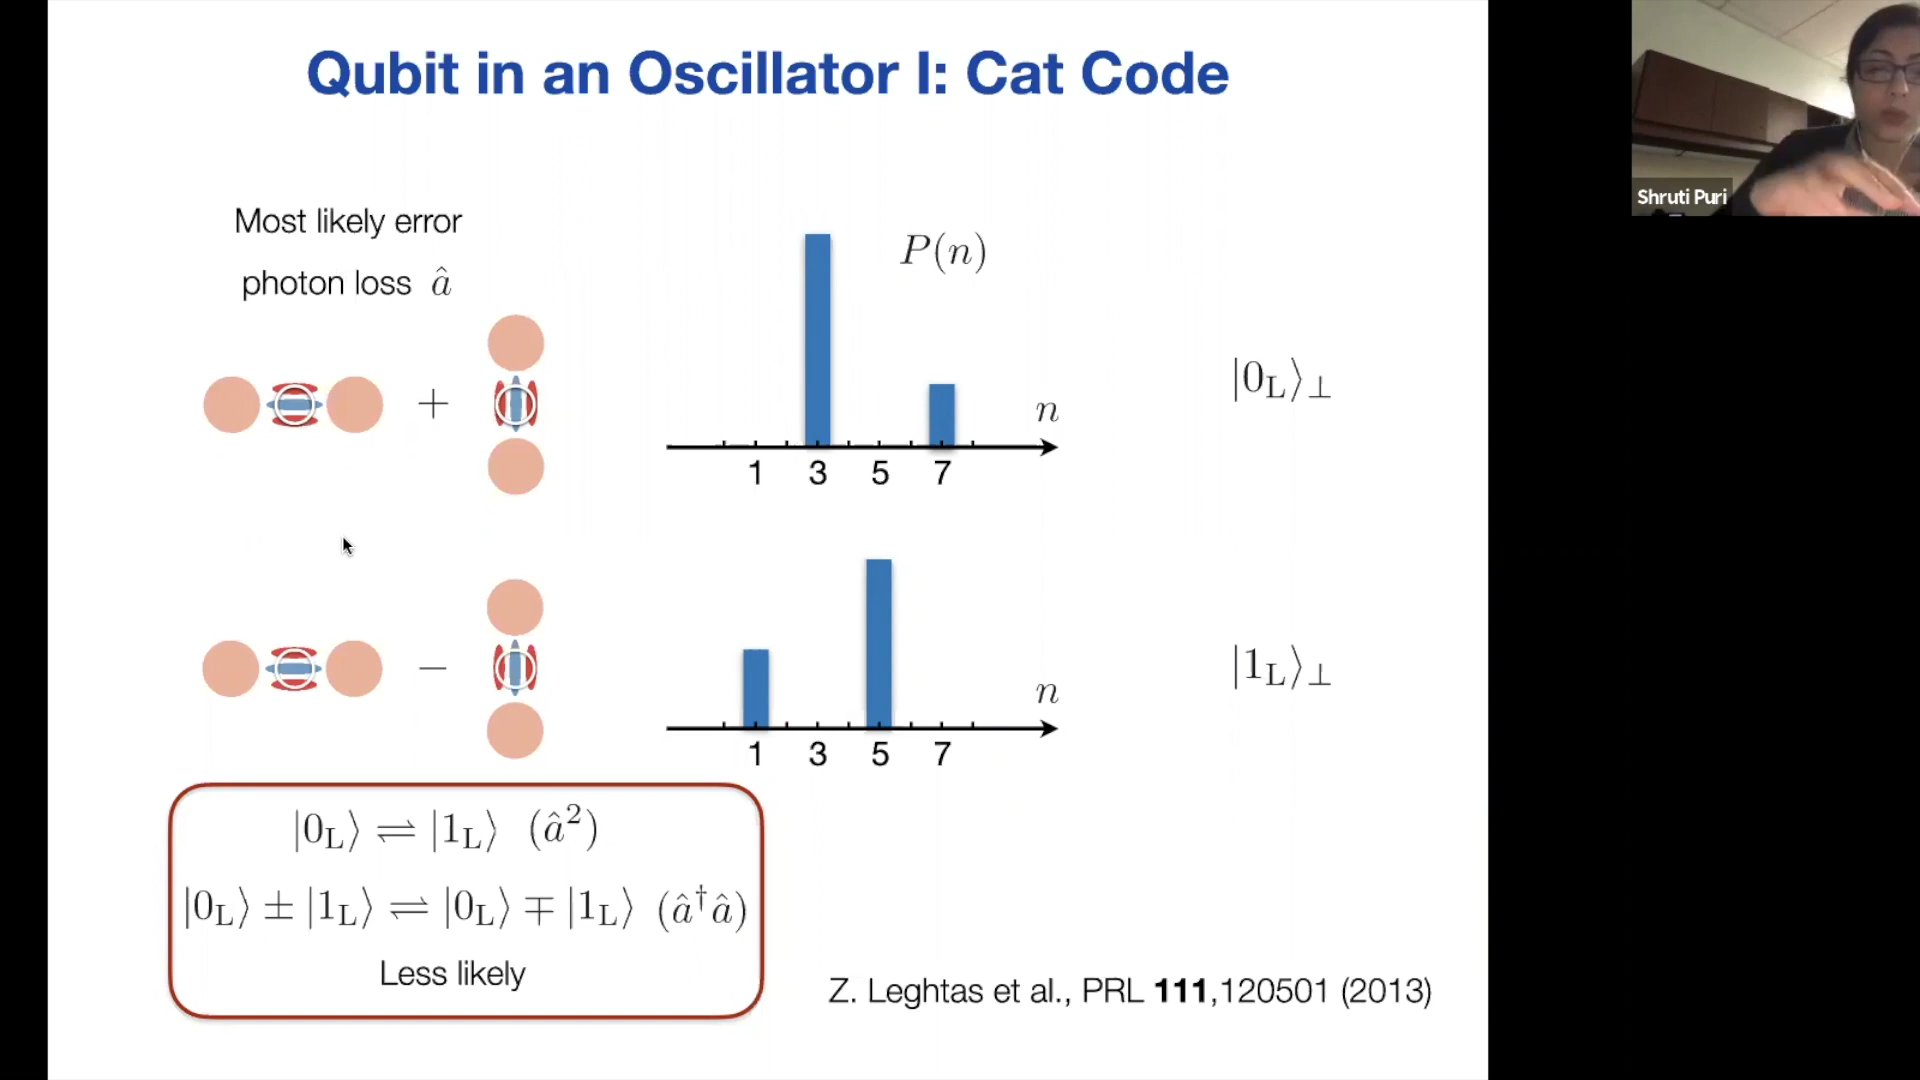 Qubit in an Oscillator I: Cat Code
Shruti Puri
Most likely error
photon loss â
P(n)
+
n
1 3 5 7
|0_L⟩_⊥
−
n
1 3 5 7
|1_L⟩_⊥
|0_L⟩ ⇌ |1_L⟩ (â²)
|0_L⟩ ± |1_L⟩ ⇌ |0_L⟩ ∓ |1_L⟩ (â†â)
Less likely
Z. Leghtas et al., PRL 111,120501 (2013)